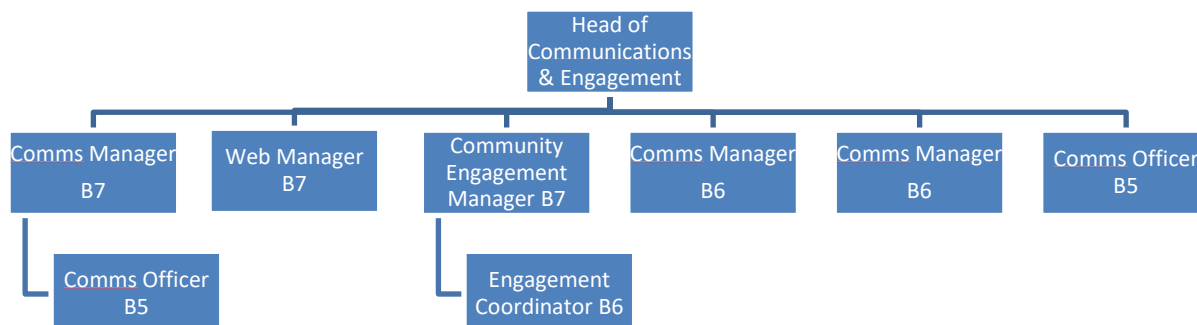 Head of
Communications
& Engagement
Comms Manager
B7
Web Manager
B7
Community
Engagement
Manager B7
Comms Manager
B6
Comms Manager
B6
Comms Officer
B5
Comms Officer
B5
Engagement
Coordinator B6